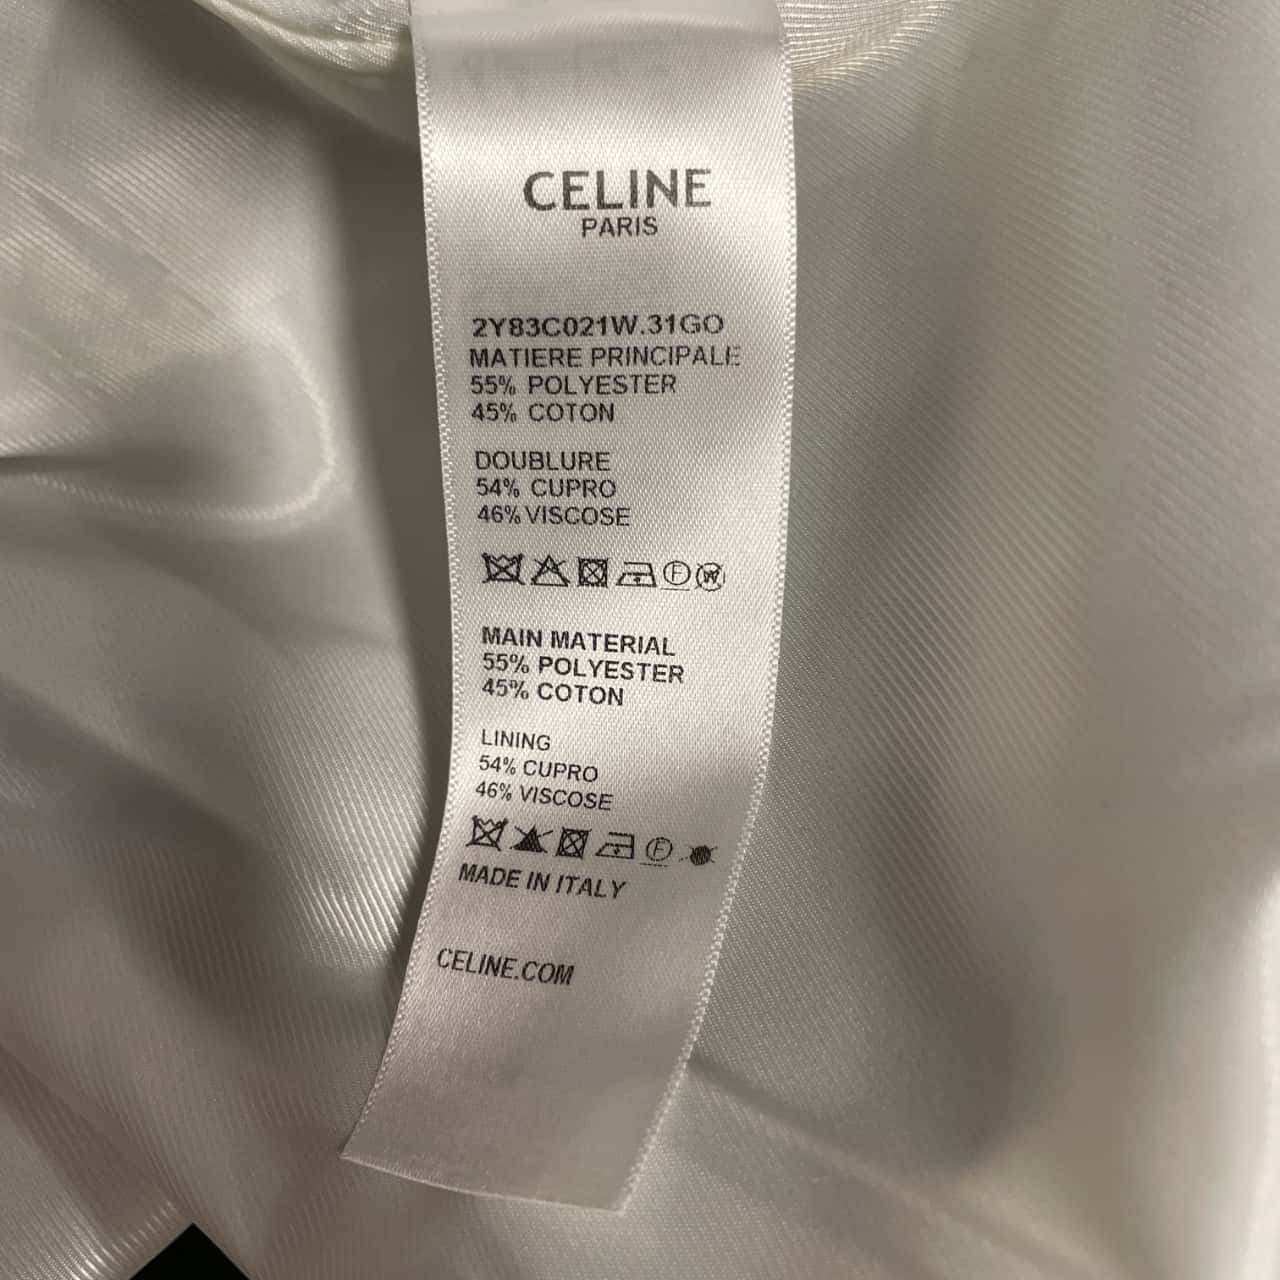 CELINE
PARIS
2Y83C021W.31GO
MATIERE PRINCIPALE
55% POLYESTER
45% COTON
DOUBLURE
54% CUPRO
46% VISCOSE
F W
MAIN MATERIAL
55% POLYESTER
45% COTON
LINING
54% CUPRO
46% VISCOSE
F
MADE IN ITALY
CELINE.COM